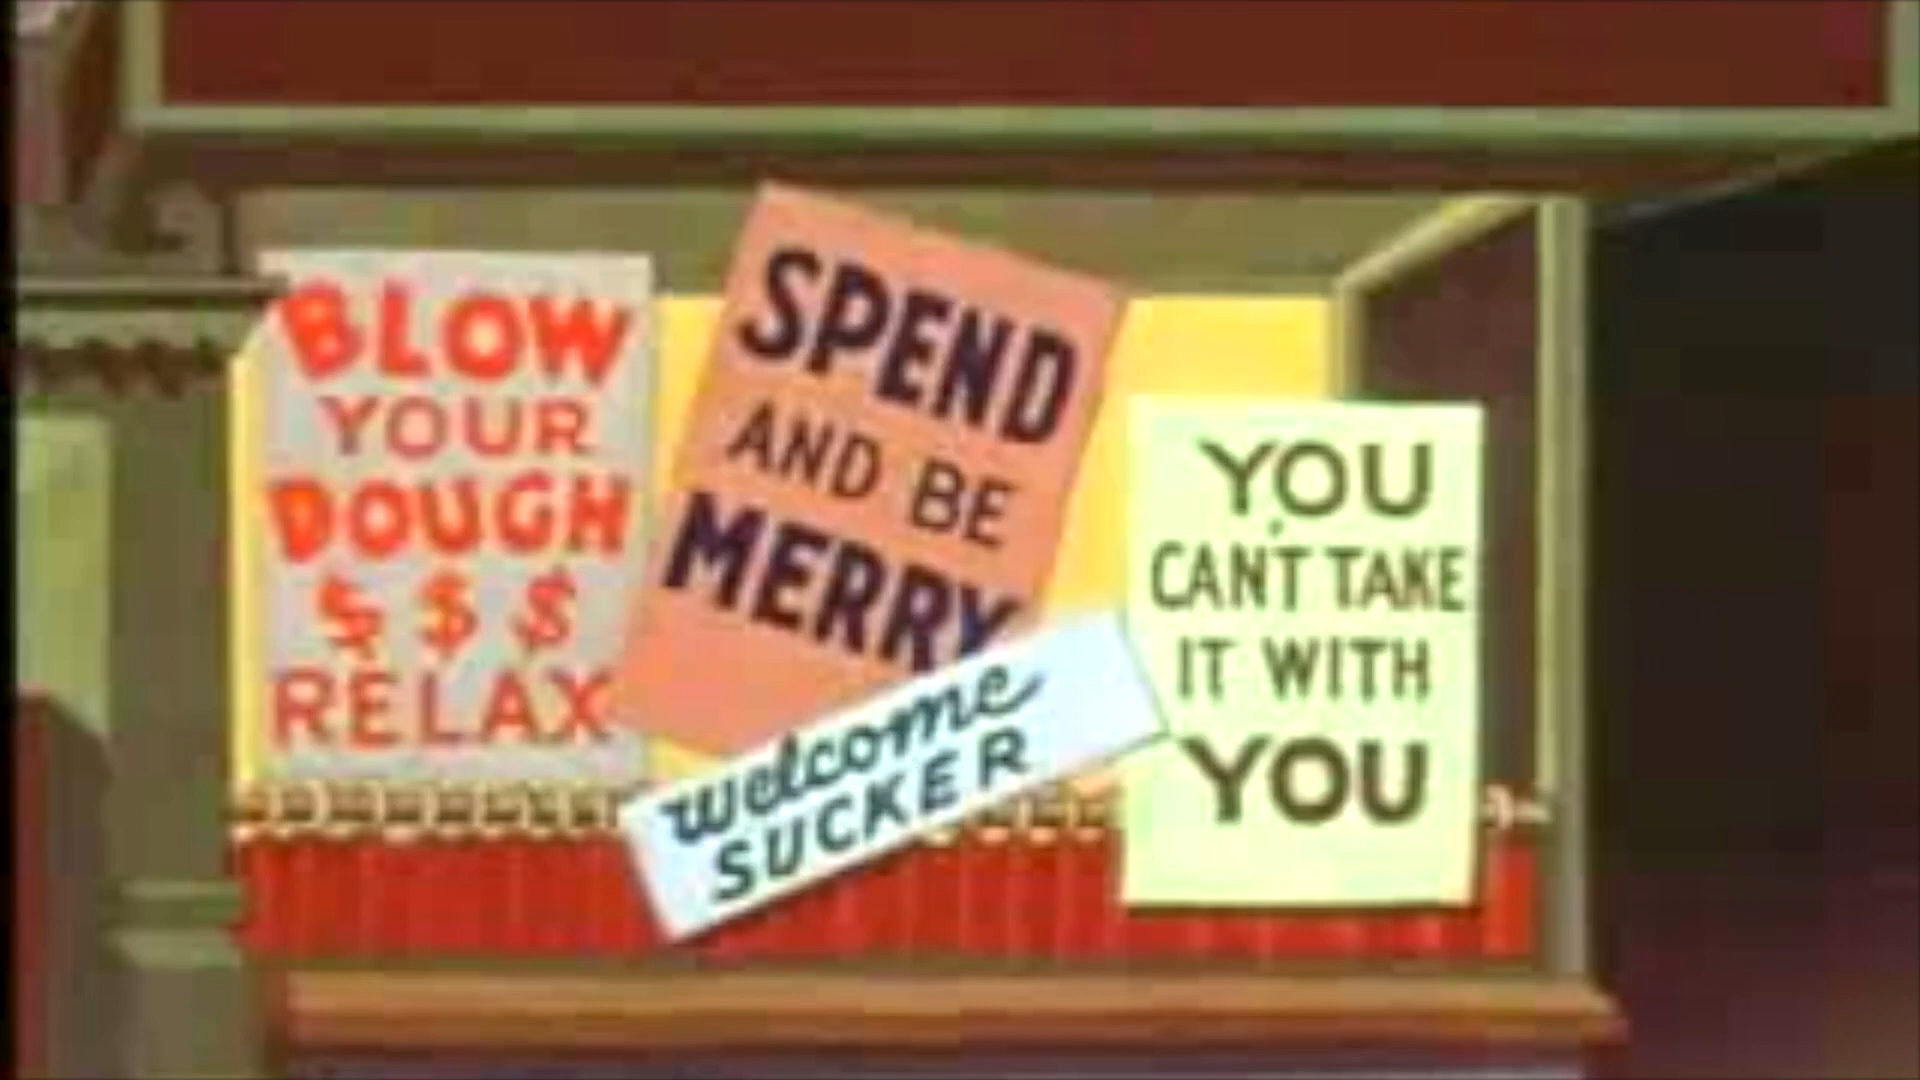 BLOW
YOUR
DOUGH
$ $ $
RELAX
SPEND
AND BE
MERRY
welcome
SUCKER
YOU
CAN'T TAKE
IT WITH
YOU